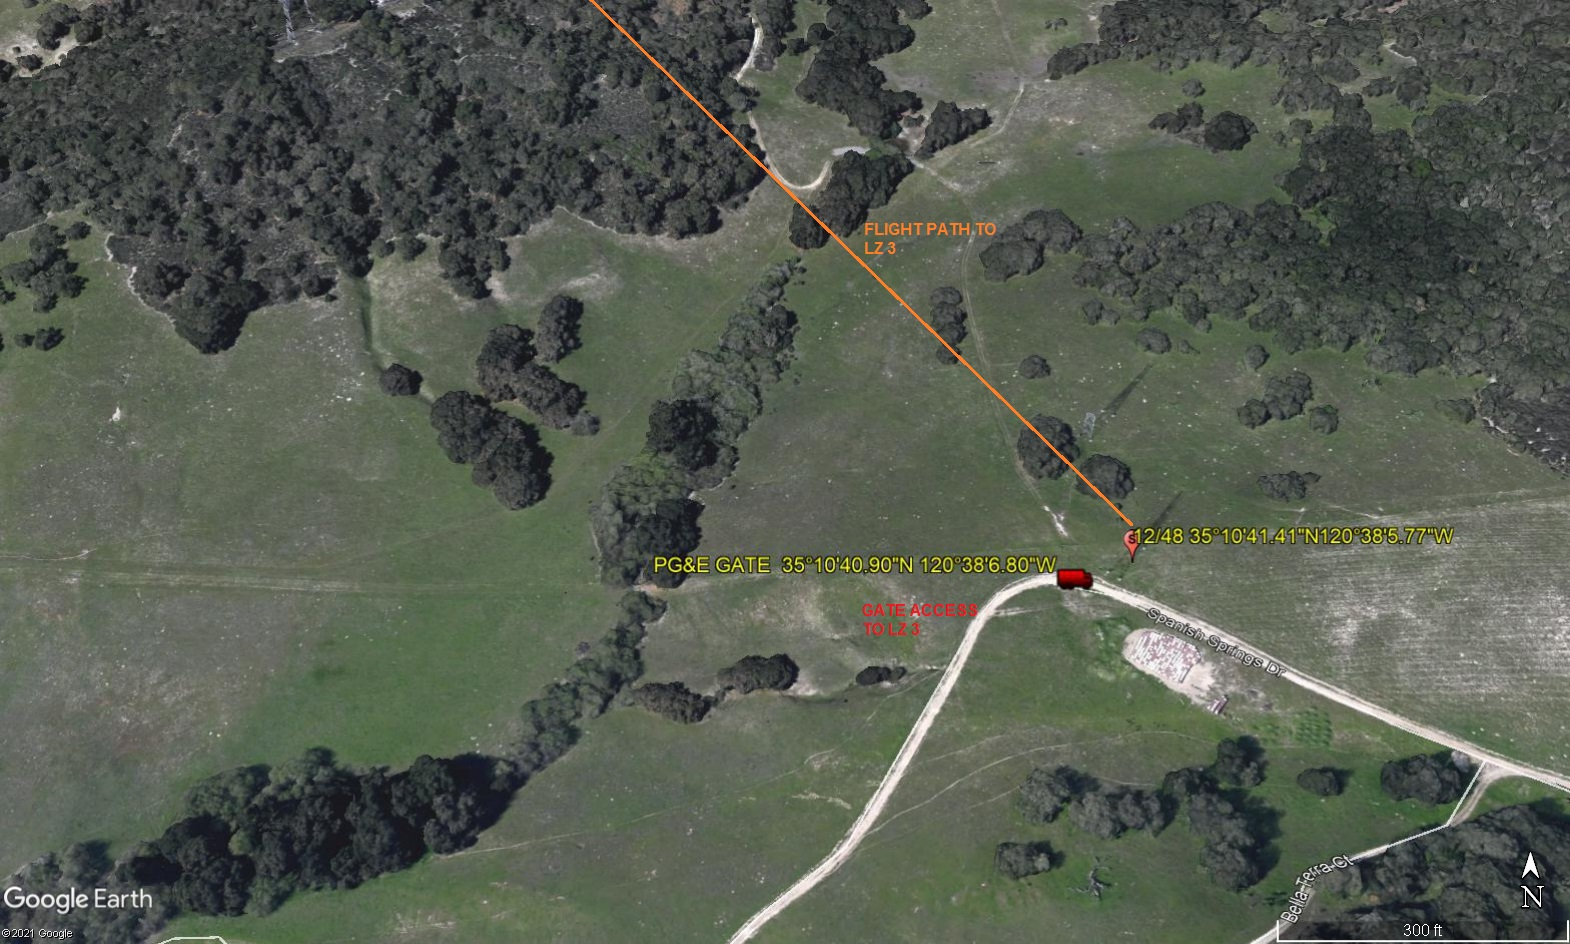 FLIGHT PATH TO
LZ 3
12/48 35°10'41.41"N120°38'5.77"W
PG&E GATE  35°10'40.90"N 120°38'6.80"W
GATE ACCESS
TO LZ 3
Spanish Springs Dr
Bella Terra Ct
Google Earth
N
©2021 Google
300 ft